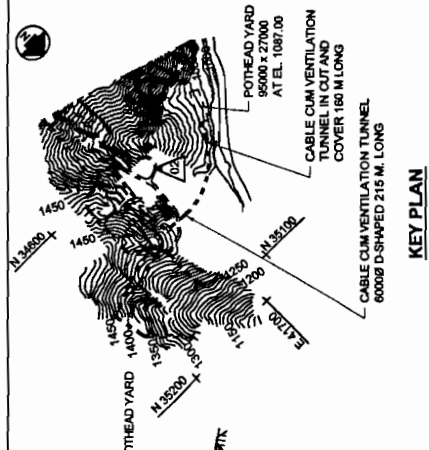 POTHEAD YARD
95000 x 27000
AT EL. 1087.00
CABLE CUM VENTILATION
TUNNEL IN CUT AND
COVER 160 M LONG
CABLE CUM VENTILATION TUNNEL
6000Ø D-SHAPED 215 M. LONG
KEY PLAN
N 34600
1450
1450
02
N 35100
1250
1200
1150
E 41700
1450
1400
1350
1300
N 35200
OTHEAD YARD